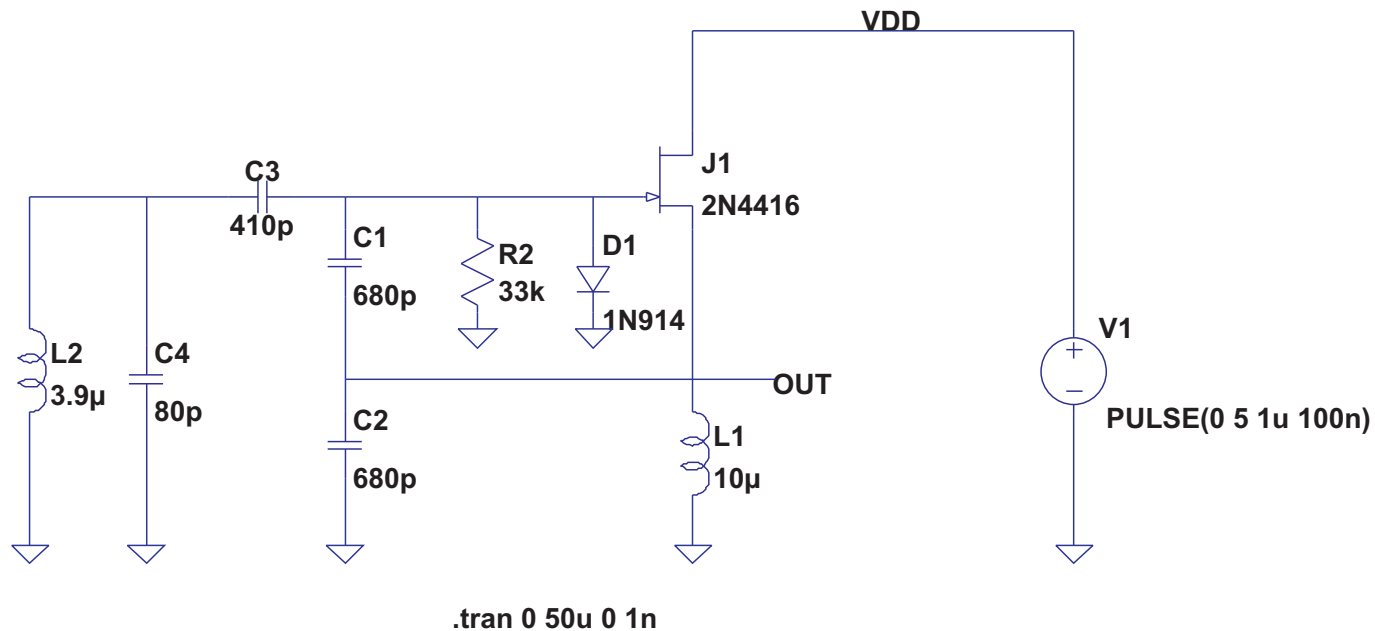 VDD
C3
410p
J1
2N4416
C1
680p
R2
33k
D1
1N914
L2
3.9µ
C4
80p
C2
680p
OUT
L1
10µ
V1
PULSE(0 5 1u 100n)
.tran 0 50u 0 1n